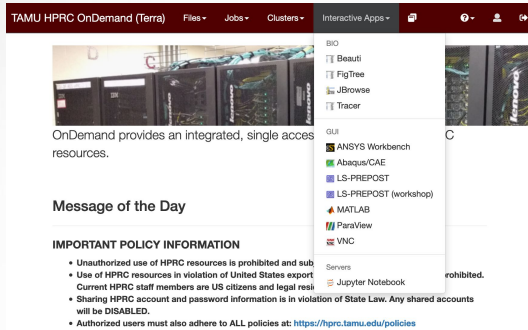 TAMU HPRC OnDemand (Terra) Files Jobs Clusters Interactive Apps
BIO
Beauti
FigTree
JBrowse
Tracer
GUI
ANSYS Workbench
Abaqus/CAE
LS-PREPOST
LS-PREPOST (workshop)
MATLAB
ParaView
VNC
Servers
Jupyter Notebook
lenovo
lenovo
OnDemand provides an integrated, single acces C
resources.
Message of the Day
IMPORTANT POLICY INFORMATION
• Unauthorized use of HPRC resources is prohibited and sub
• Use of HPRC resources in violation of United States export rohibited.
Current HPRC staff members are US citizens and legal resi
• Sharing HPRC account and password information is in violation of State Law. Any shared accounts
will be DISABLED.
• Authorized users must also adhere to ALL policies at: https://hprc.tamu.edu/policies